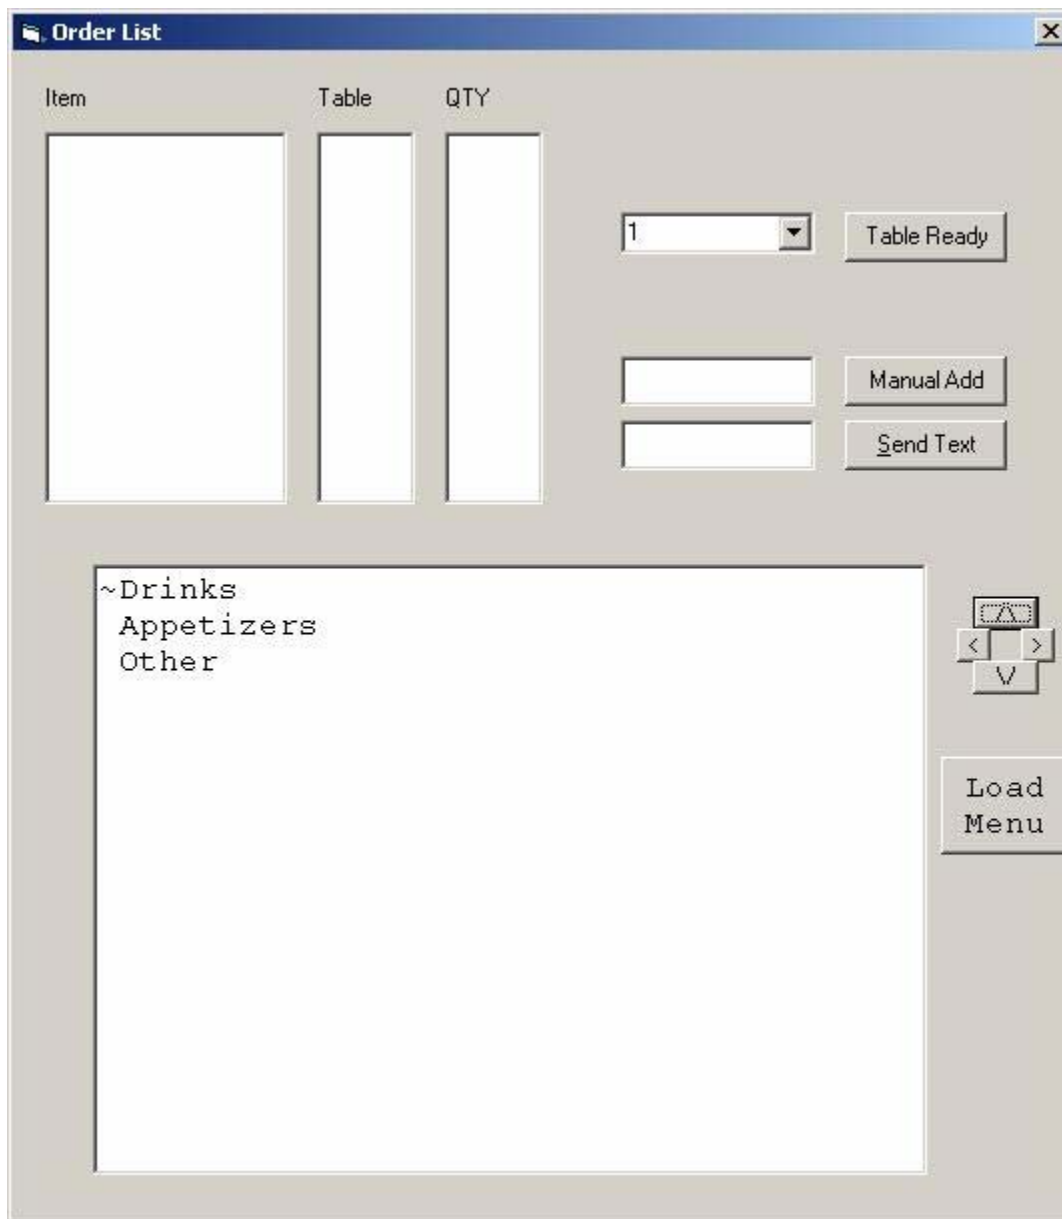 Order List
Item Table QTY
1
Table Ready
Manual Add
Send Text
~Drinks
Appetizers
Other
Λ
< >
V
Load
Menu